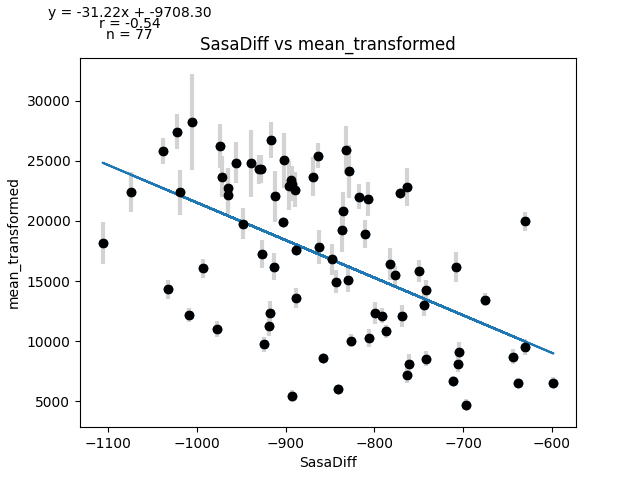 y = -31.22x + -9708.30
r = -0.54
n = 77
SasaDiff vs mean_transformed
30000
25000
20000
15000
10000
5000
mean_transformed
−1100
−1000
−900
−800
−700
−600
SasaDiff